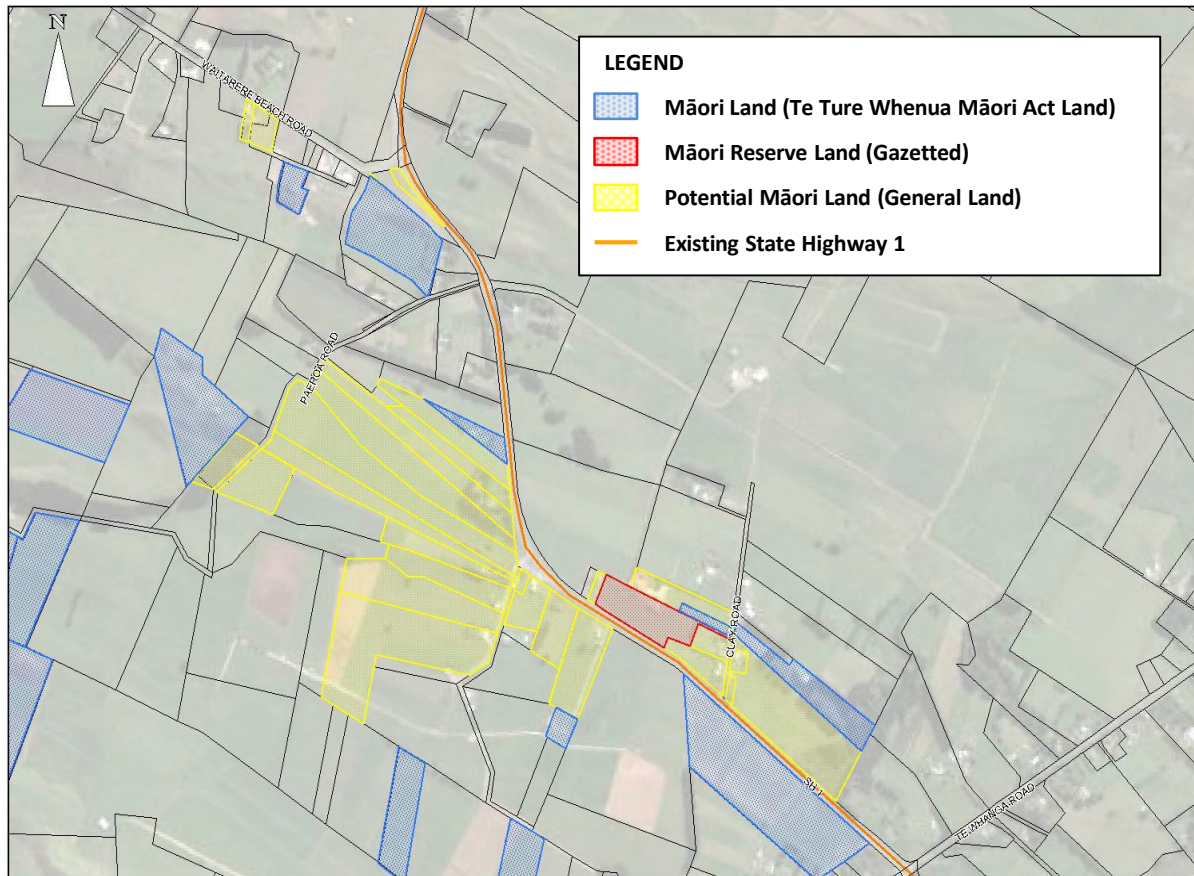 N
WAITARERE BEACH ROAD
LEGEND
Māori Land (Te Ture Whenua Māori Act Land)
Māori Reserve Land (Gazetted)
Potential Māori Land (General Land)
Existing State Highway 1
PAEROA ROAD
CLAY ROAD
SH 1
TE WHANGA ROAD